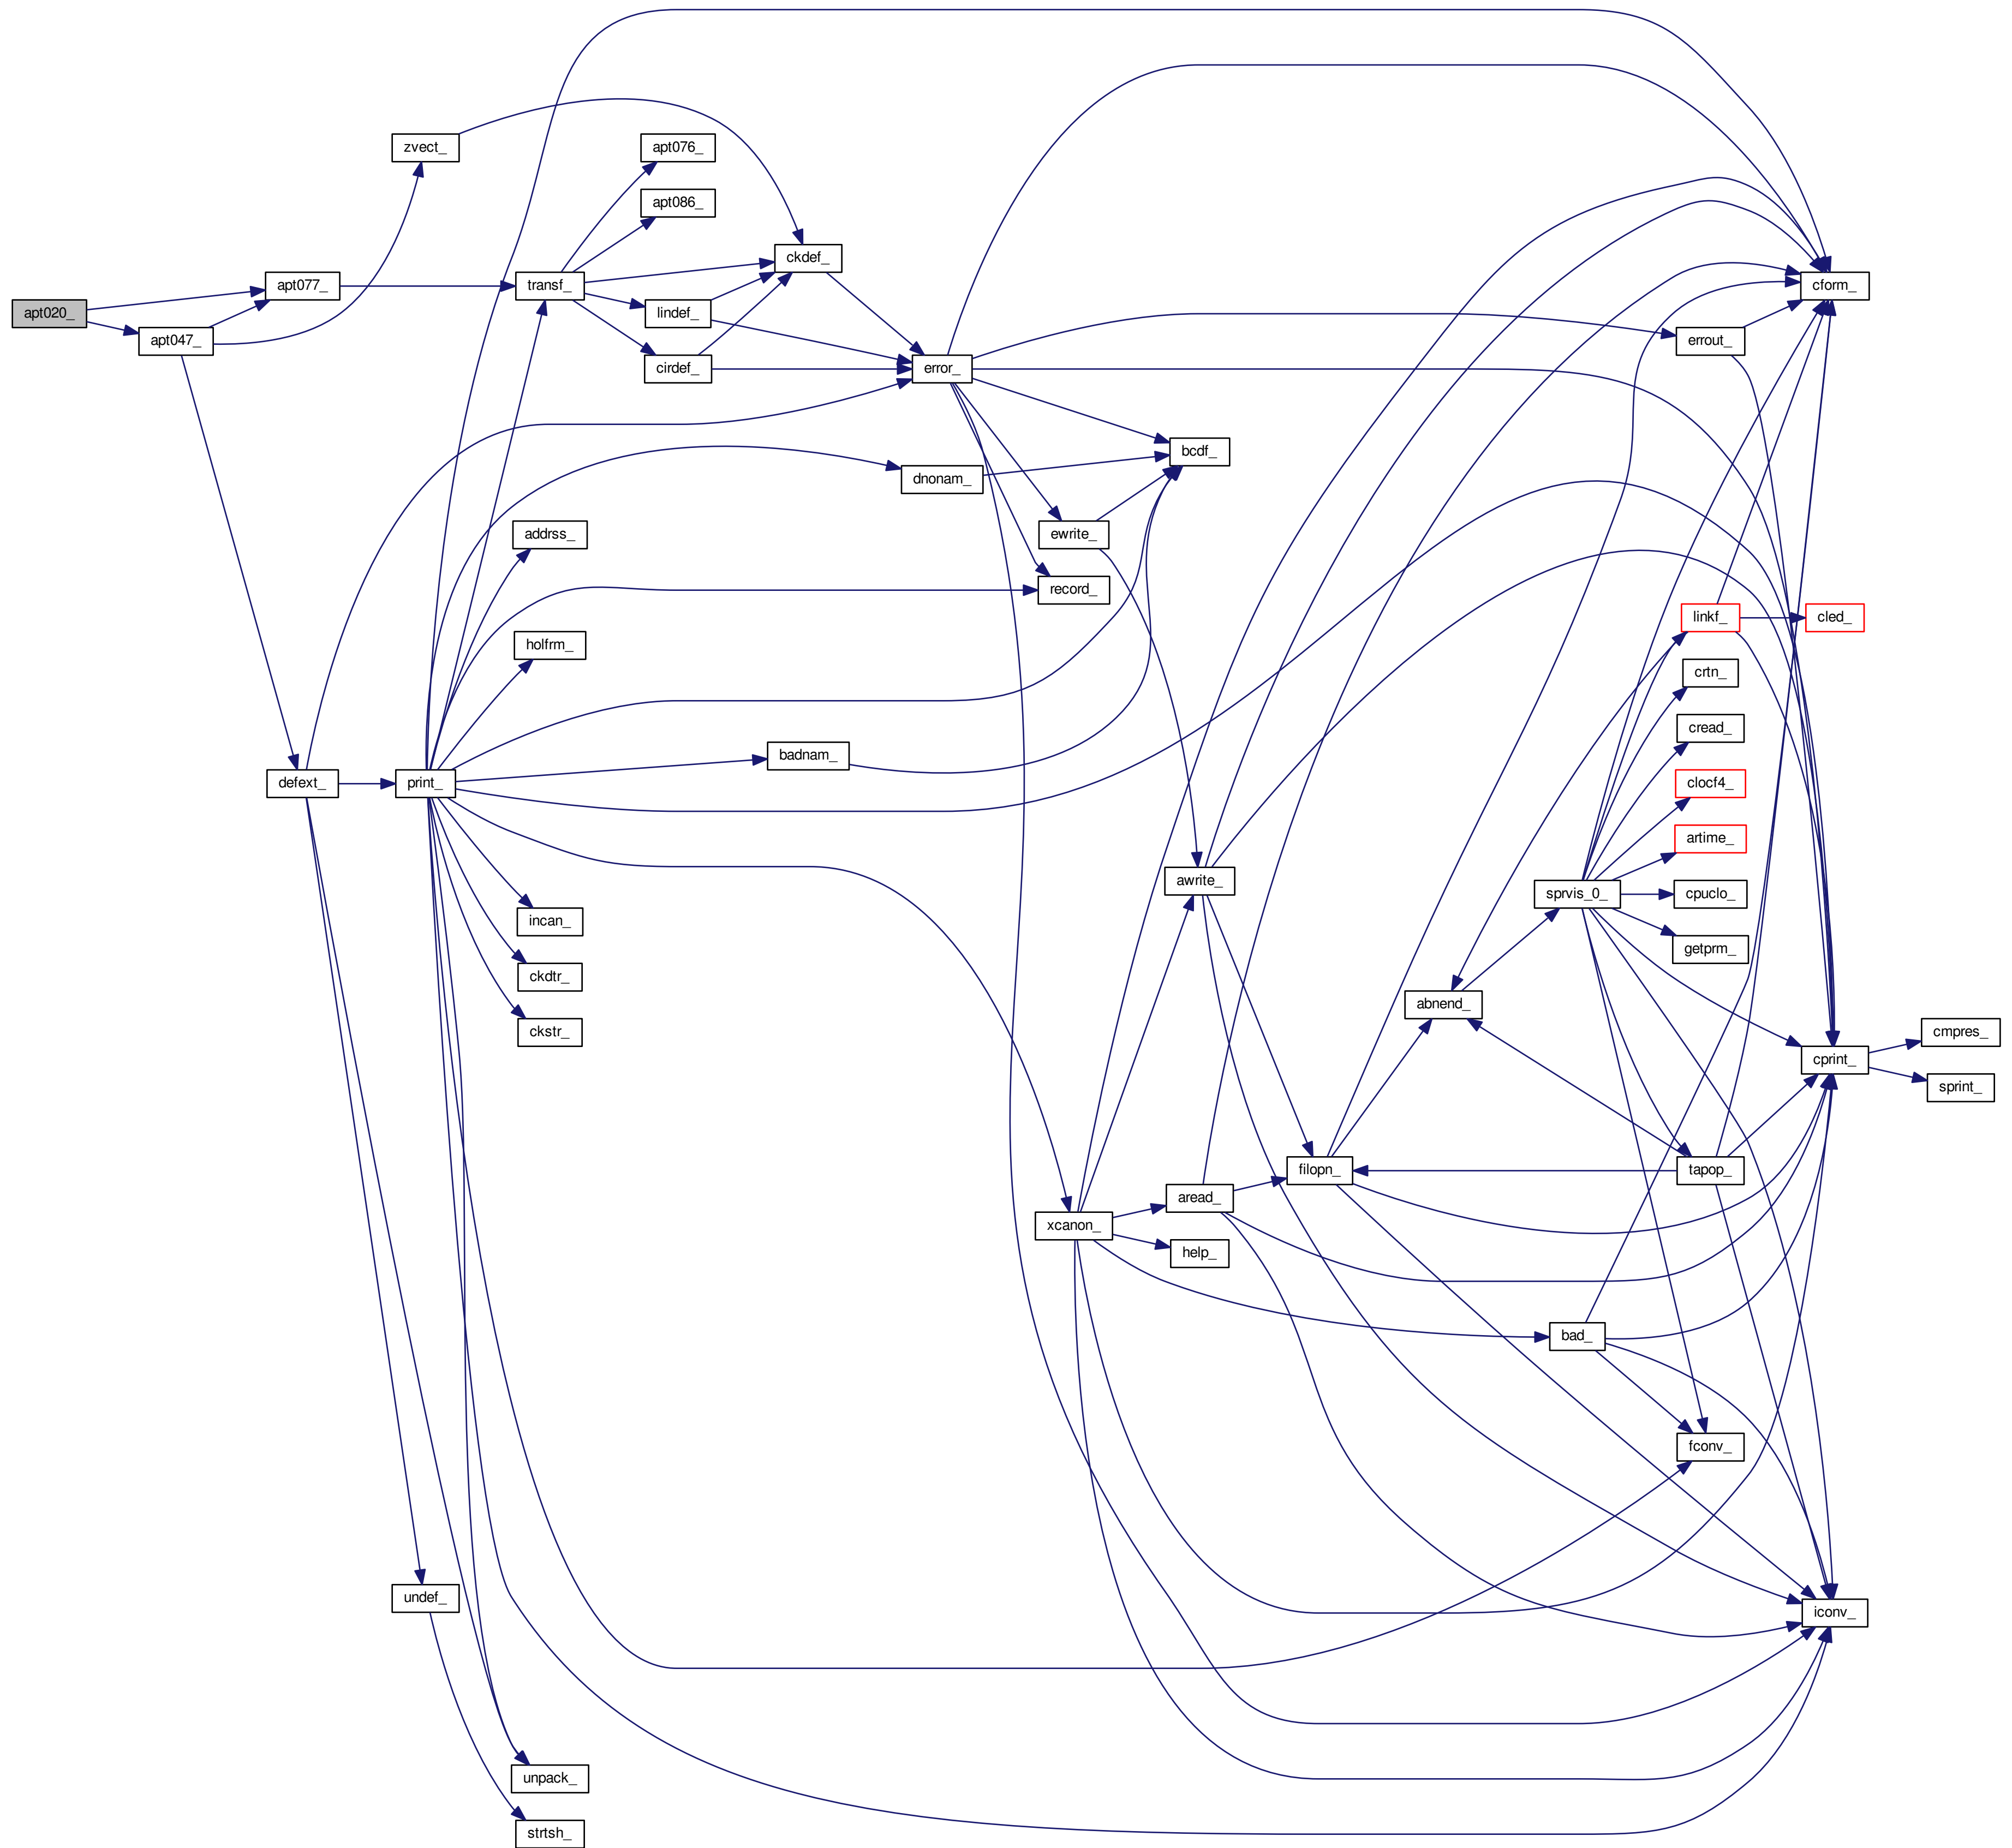 apt020_
apt077_
apt047_
defext_
zvect_
print_
undef_
transf_
addrss_
holfrm_
incan_
ckdtr_
ckstr_
unpack_
strtsh_
apt076_
apt086_
lindef_
cirdef_
ckdef_
badnam_
error_
dnonam_
ewrite_
record_
xcanon_
bcdf_
awrite_
aread_
help_
filopn_
abnend_
sprvis_0_
bad_
errout_
linkf_
crtn_
cread_
clocf4_
artime_
cpuclo_
getprm_
tapop_
fconv_
cform_
cled_
cprint_
iconv_
cmpres_
sprint_